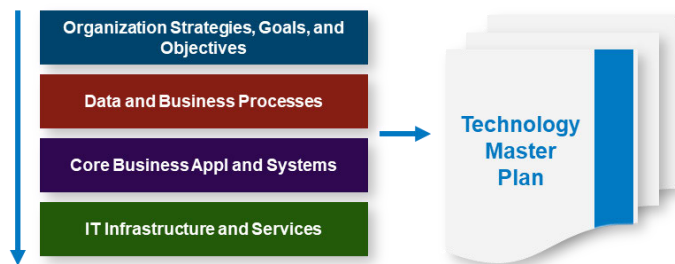 Organization Strategies, Goals, and
Objectives
Data and Business Processes
Core Business Appl and Systems
IT Infrastructure and Services
Technology
Master
Plan